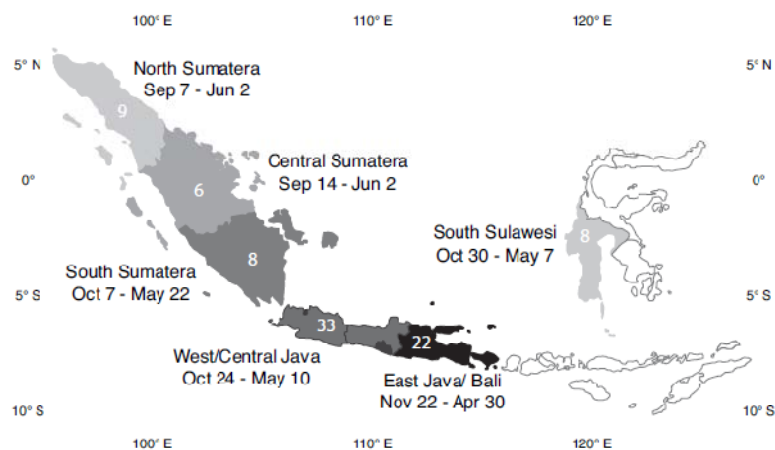 100° E 110° E 120° E
5° N 5° N
North Sumatera
Sep 7 - Jun 2
9
Central Sumatera
Sep 14 - Jun 2
0° 0°
6
South Sulawesi
Oct 30 - May 7
8
8
South Sumatera
Oct 7 - May 22
5° S 5° S
33
22
West/Central Java
Oct 24 - May 10
East Java/ Bali
Nov 22 - Apr 30
10° S 10° S
100° E 110° E 120° E